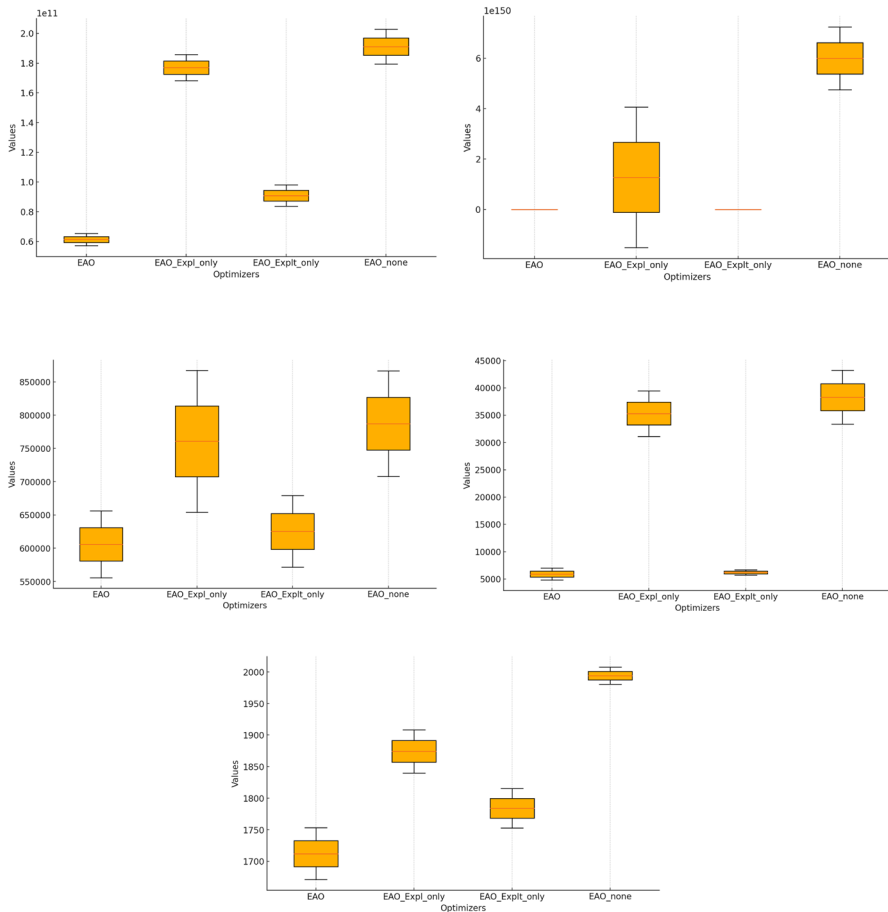 1e11
2.0
1.8
1.6
1.4
1.2
1.0
0.8
0.6
Values
EAO EAO_Expl_only EAO_Explt_only EAO_none
Optimizers
1e150
6
4
2
0
Values
EAO EAO_Expl_only EAO_Explt_only EAO_none
Optimizers
850000
800000
750000
700000
650000
600000
550000
Values
EAO EAO_Expl_only EAO_Explt_only EAO_none
Optimizers
45000
40000
35000
30000
25000
20000
15000
10000
5000
Values
EAO EAO_Expl_only EAO_Explt_only EAO_none
Optimizers
2000
1950
1900
1850
1800
1750
1700
Values
EAO EAO_Expl_only EAO_Explt_only EAO_none
Optimizers